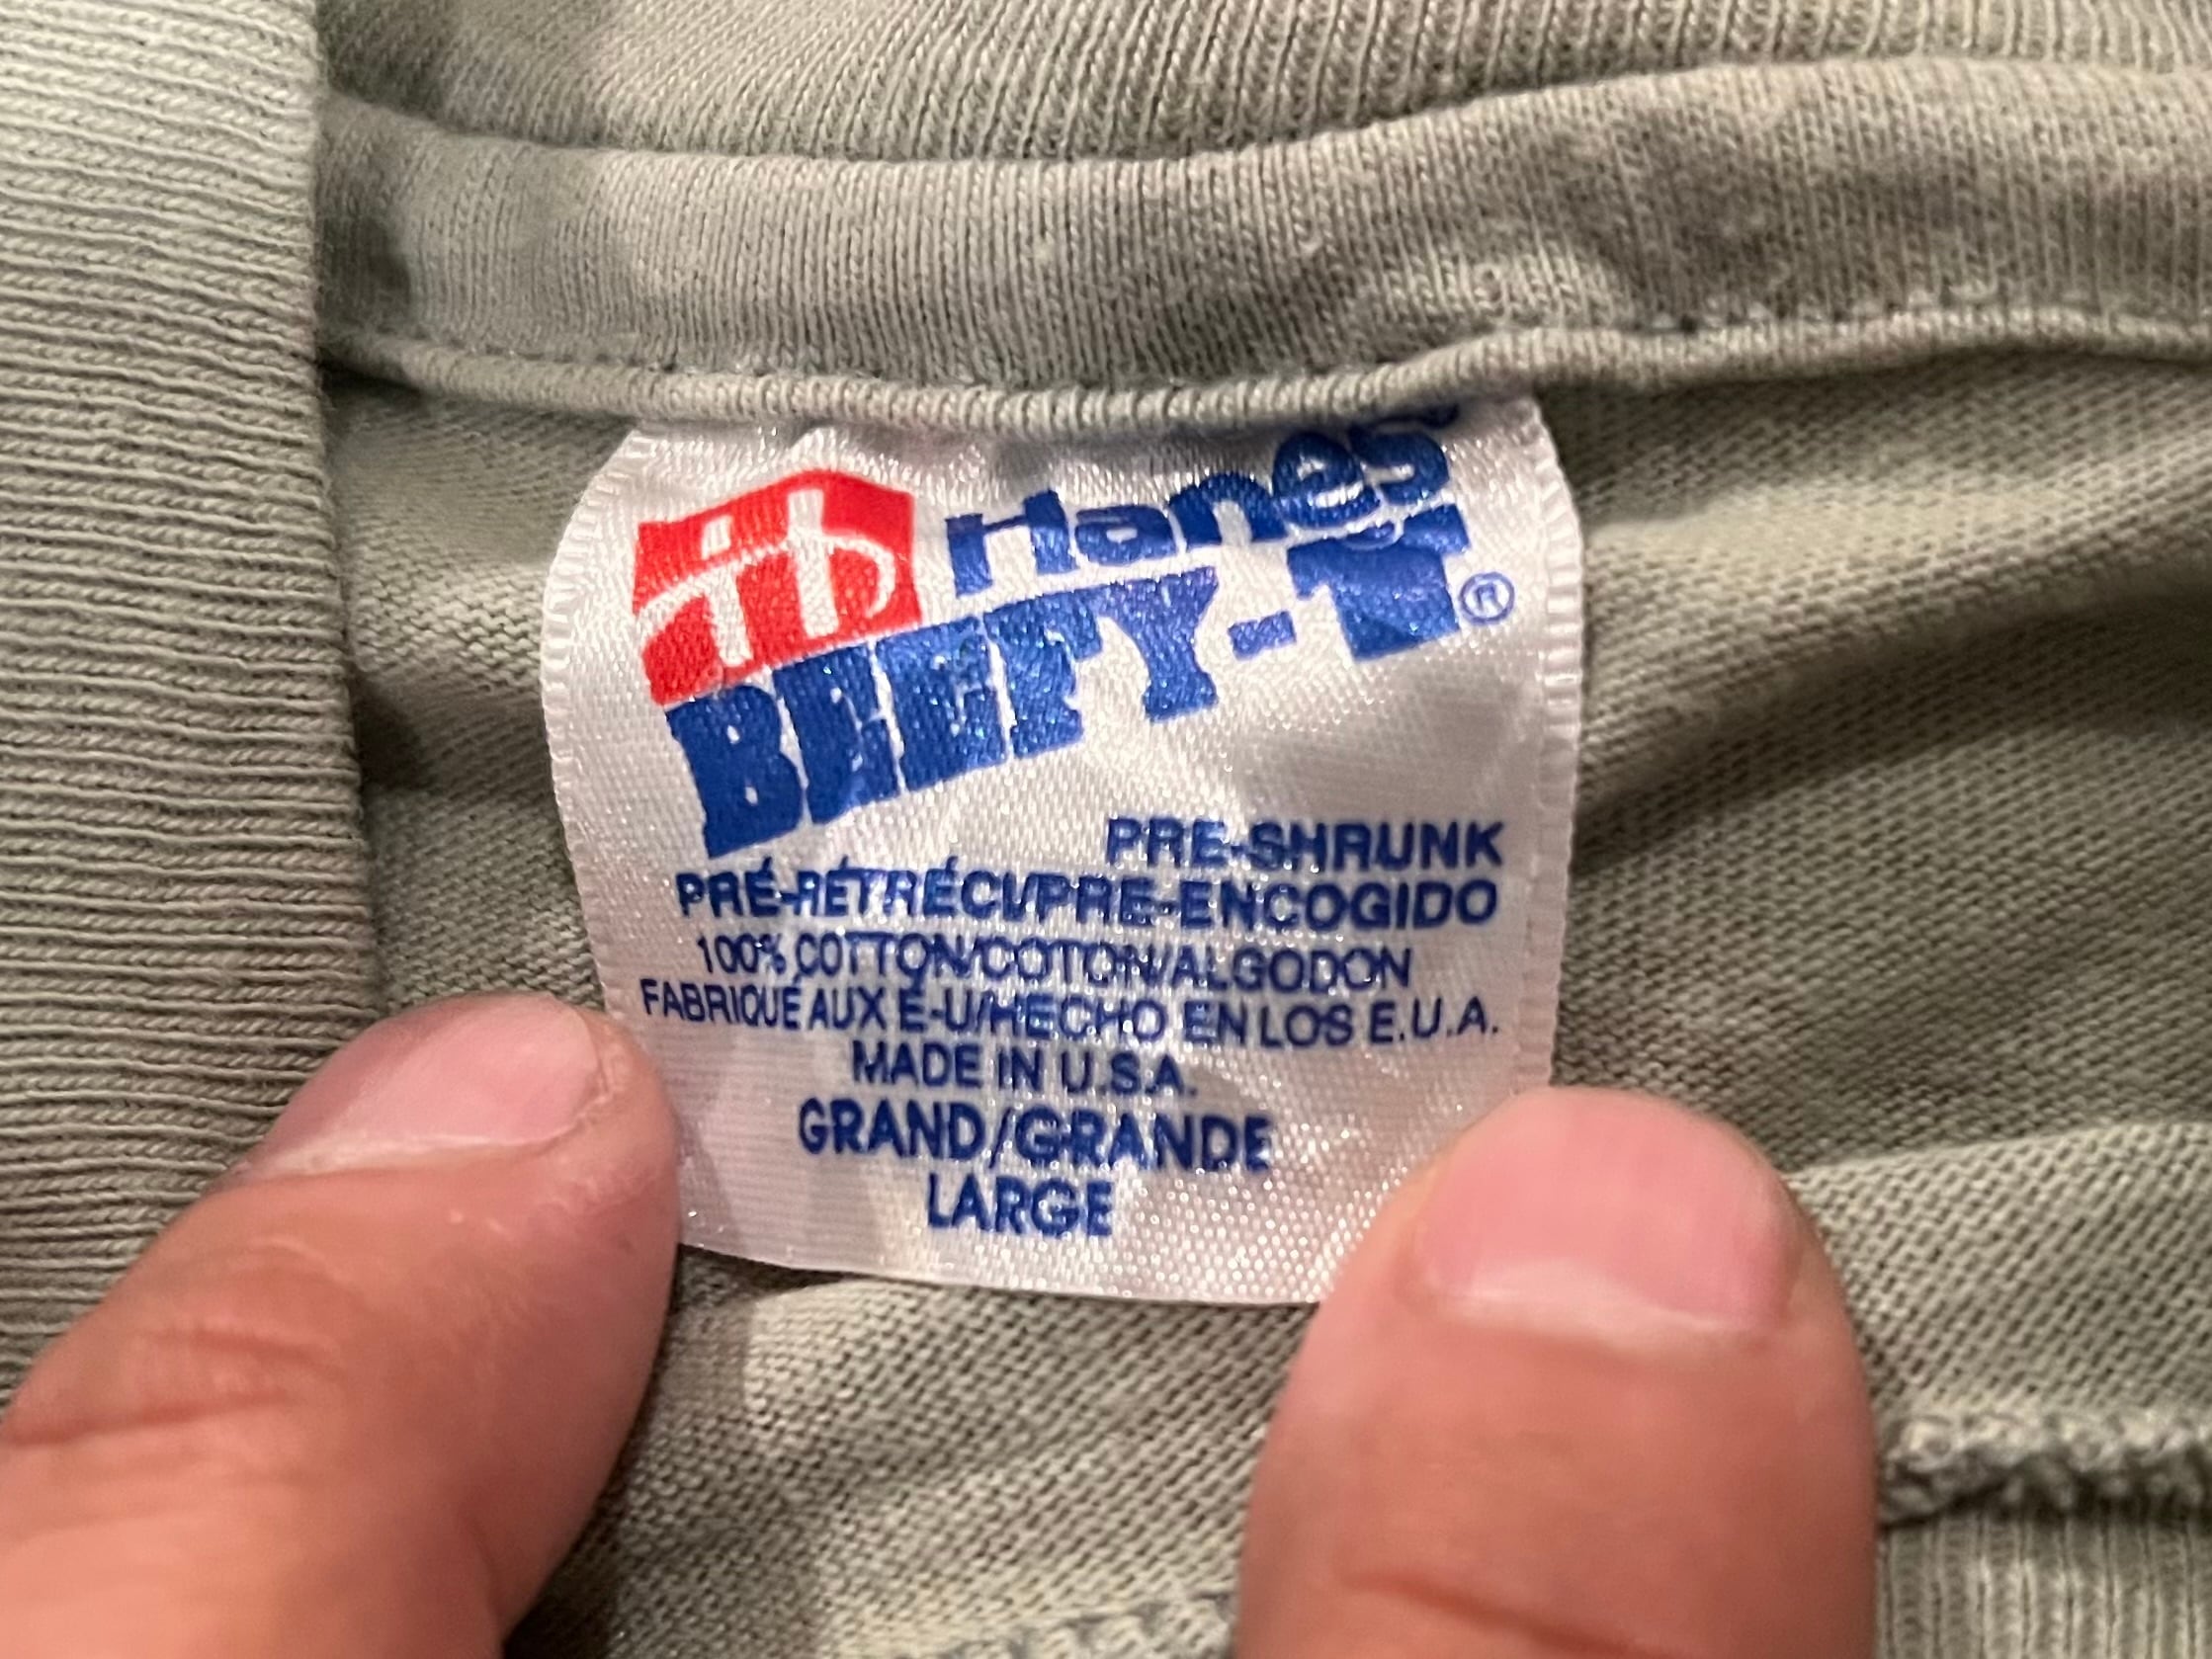 Hanes
BEEFY-T®
PRE-SHRUNK
PRÉ-RÉTRÉCI/PRE-ENCOGIDO
100% COTTON/COTON/ALGODON
FABRIQUÉ AUX É-U/HECHO EN LOS E.U.A.
MADE IN U.S.A.
GRAND/GRANDE
LARGE